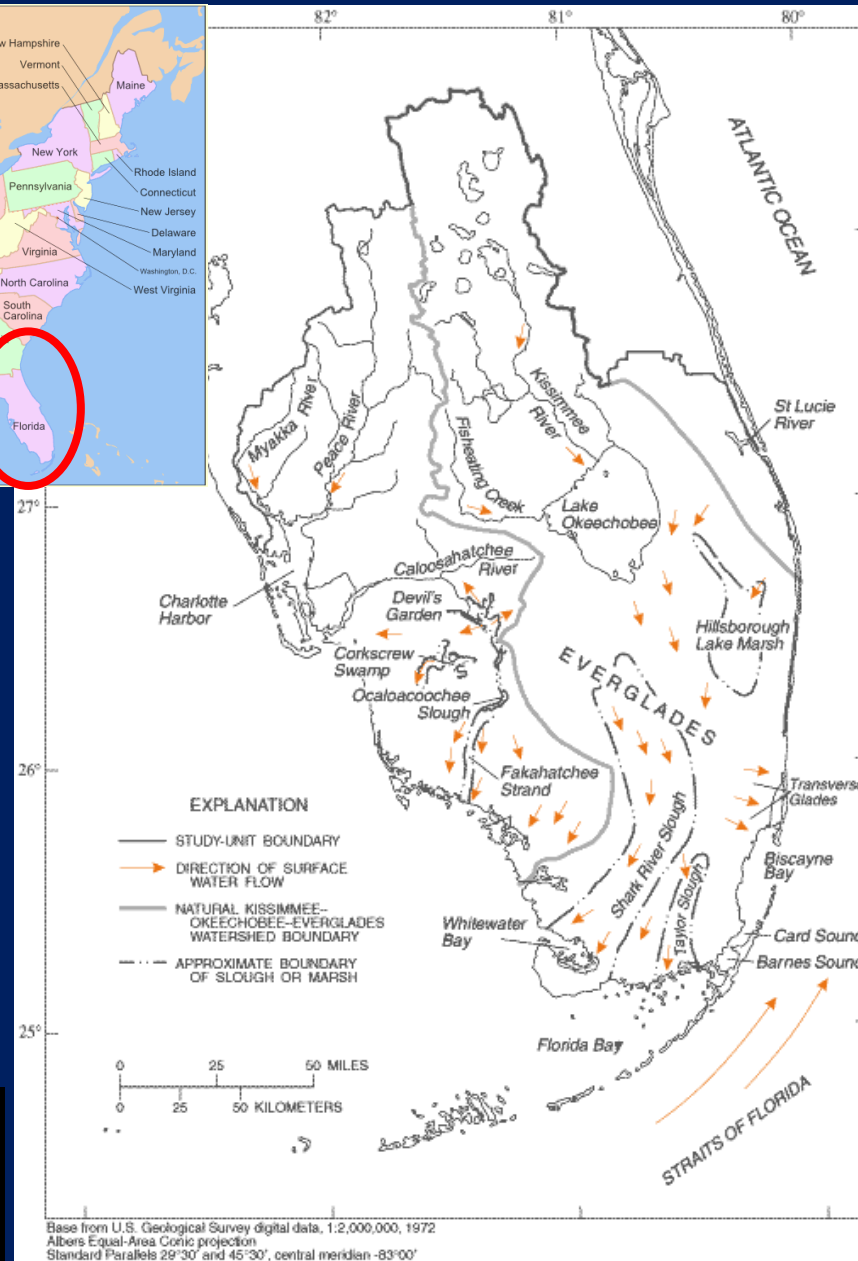 New Hampshire
Vermont
Massachusetts
Maine
New York
Rhode Island
Connecticut
Pennsylvania
New Jersey
Delaware
Maryland
Virginia
Washington, D.C.
West Virginia
North Carolina
South
Carolina
Florida
82°
81°
80°
ATLANTIC OCEAN
Kissimmee
River
St Lucie
River
Myakka River
Peace River
Fisheating Creek
Lake
Okeechobee
27°
Caloosahatchee
River
Charlotte
Harbor
Devil's
Garden
Hillsborough
Lake Marsh
Corkscrew
Swamp
EVERGLADES
Ocaloacoochee
Slough
26°
Fakahatchee
Strand
Transverse
Glades
EXPLANATION
STUDY-UNIT BOUNDARY
DIRECTION OF SURFACE
WATER FLOW
NATURAL KISSIMMEE--
OKEECHOBEE--EVERGLADES
WATERSHED BOUNDARY
APPROXIMATE BOUNDARY
OF SLOUGH OR MARSH
Shark River Slough
Taylor Slough
Biscayne
Bay
Whitewater
Bay
Card Sound
Barnes Sound
25°
Florida Bay
0 25 50 MILES
0 25 50 KILOMETERS
STRAITS OF FLORIDA
Base from U.S. Geological Survey digital data, 1:2,000,000, 1972
Albers Equal-Area Conic projection
Standard Parallels 29°30' and 45°30', central meridian -83°00'